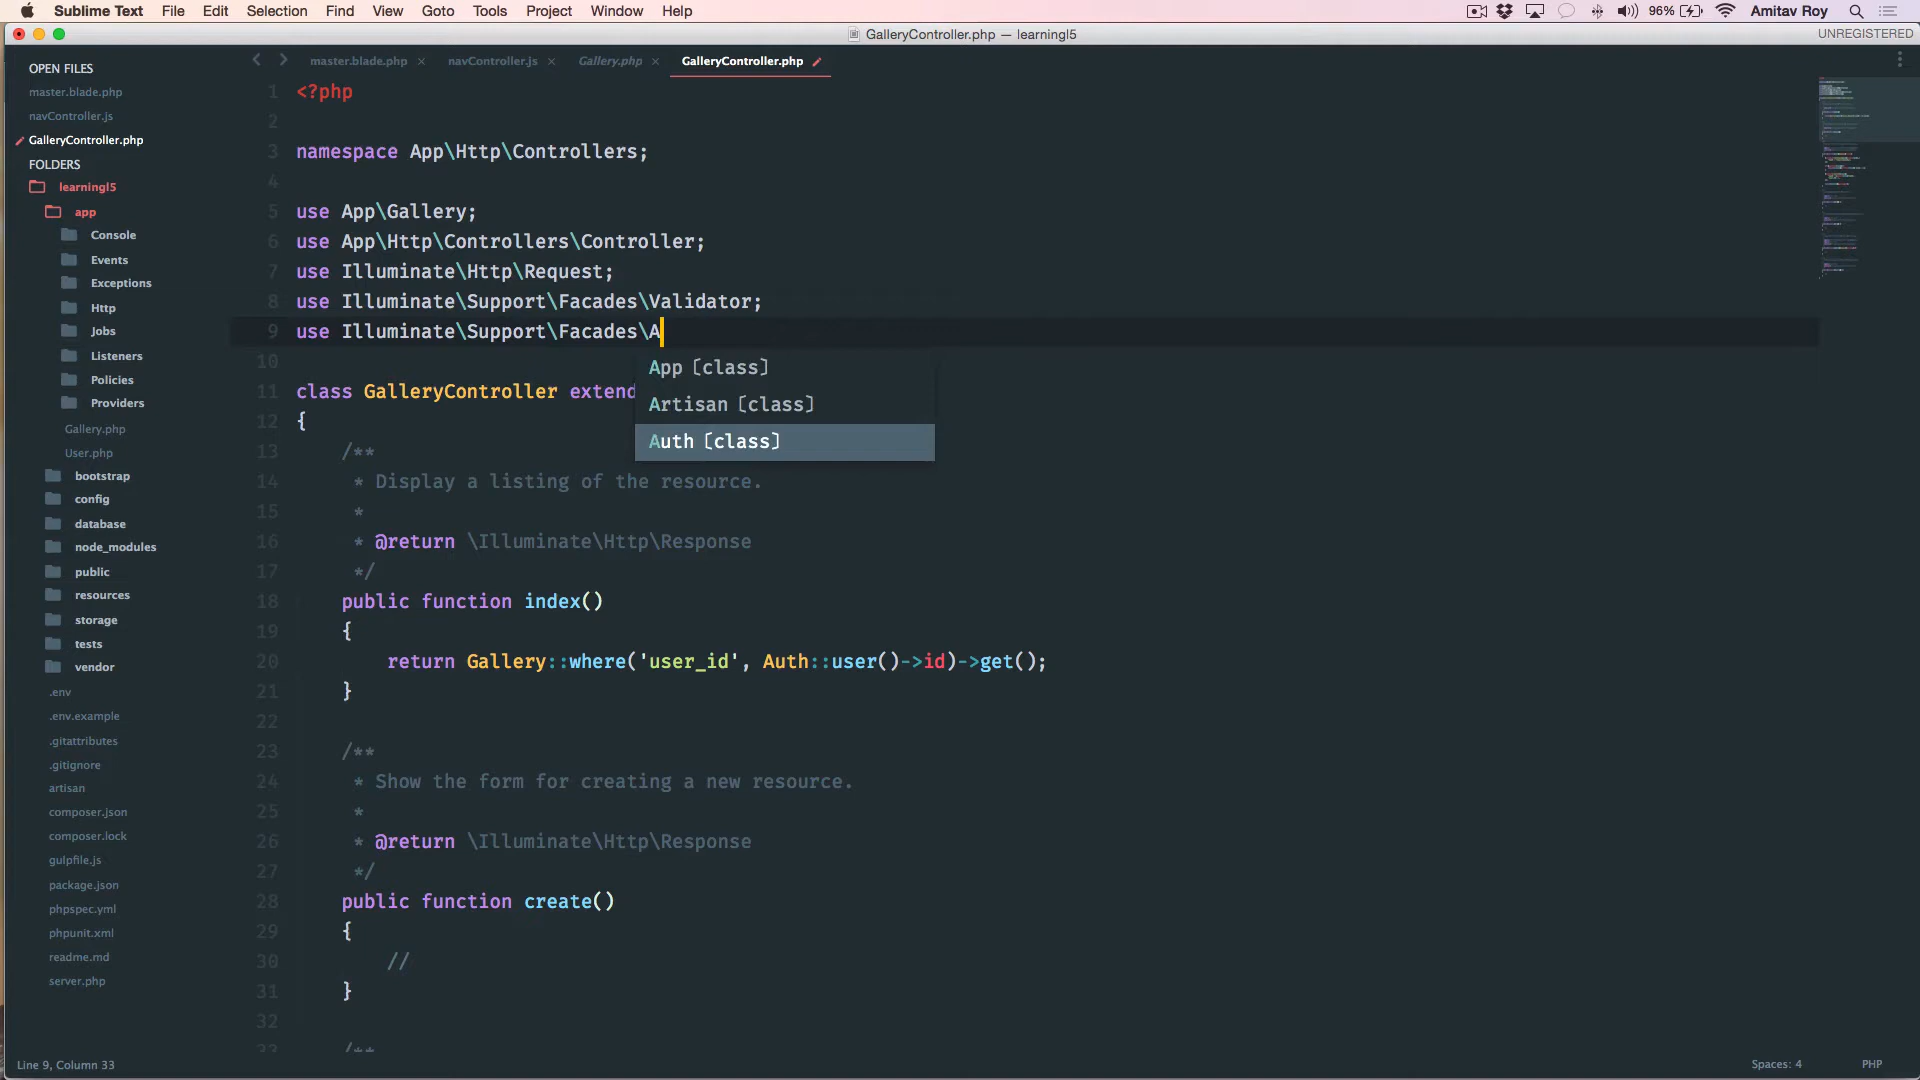 Sublime Text File Edit Selection Find View Goto Tools Project Window Help 96% Amitav Roy
GalleryController.php — learningl5 UNREGISTERED
OPEN FILES
master.blade.php
navController.js
GalleryController.php
FOLDERS
learningl5
app
Console
Events
Exceptions
Http
Jobs
Listeners
Policies
Providers
Gallery.php
User.php
bootstrap
config
database
node_modules
public
resources
storage
tests
vendor
.env
.env.example
.gitattributes
.gitignore
artisan
composer.json
composer.lock
gulpfile.js
package.json
phpspec.yml
phpunit.xml
readme.md
server.php
master.blade.php × navController.js × Gallery.php × GalleryController.php
1 <?php
2
3 namespace App\Http\Controllers;
4
5 use App\Gallery;
6 use App\Http\Controllers\Controller;
7 use Illuminate\Http\Request;
8 use Illuminate\Support\Facades\Validator;
9 use Illuminate\Support\Facades\A
10
App〔class〕
11 class GalleryController extend
Artisan〔class〕
12 {
Auth〔class〕
13 /**
14 * Display a listing of the resource.
15 *
16 * @return \Illuminate\Http\Response
17 */
18 public function index()
19 {
20 return Gallery::where('user_id', Auth::user()->id)->get();
21 }
22
23 /**
24 * Show the form for creating a new resource.
25 *
26 * @return \Illuminate\Http\Response
27 */
28 public function create()
29 {
30 //
31 }
32
33 /**
Line 9, Column 33 Spaces: 4 PHP